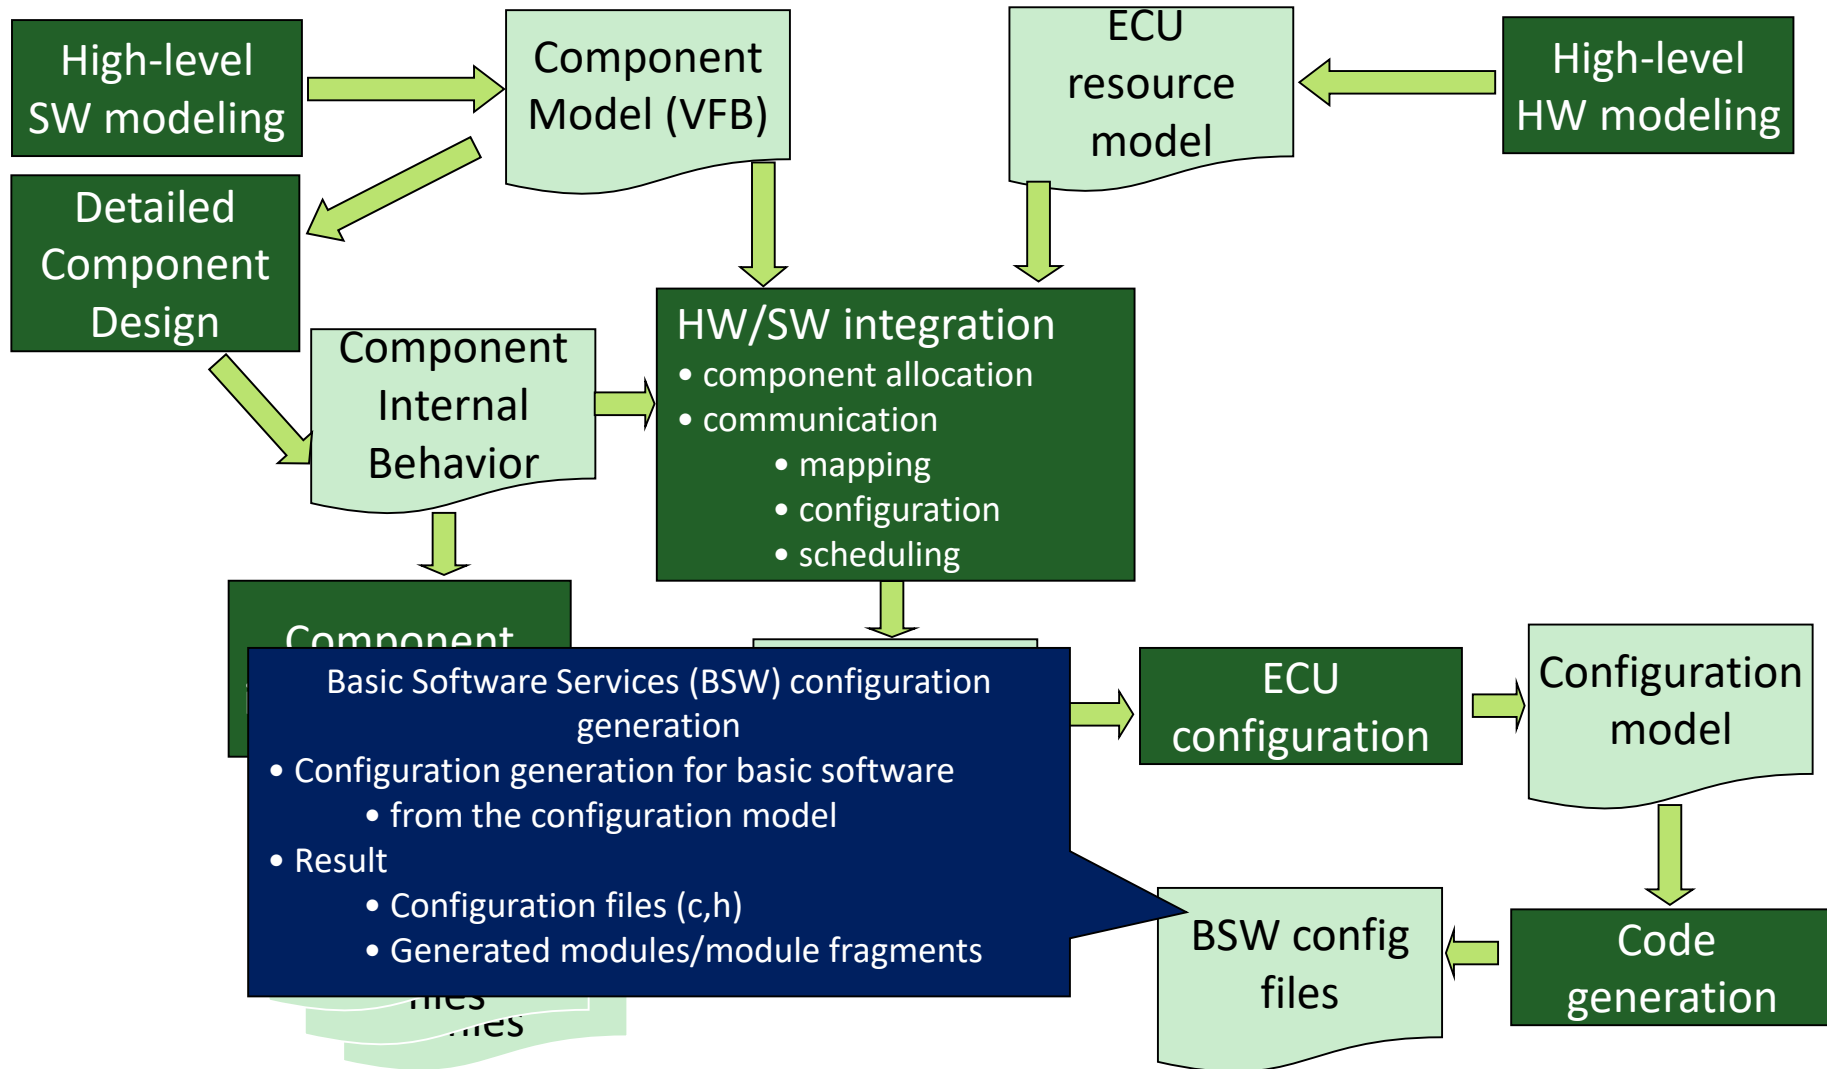 High-level
SW modeling
Component
Model (VFB)
ECU
resource
model
High-level
HW modeling
Detailed
Component
Design
Component
Internal
Behavior
HW/SW integration
• component allocation
• communication
• mapping
• configuration
• scheduling
Component
Basic Software Services (BSW) configuration
generation
• Configuration generation for basic software
• from the configuration model
• Result
• Configuration files (c,h)
• Generated modules/module fragments
ECU
configuration
Configuration
model
BSW config
files
Code
generation
files
files